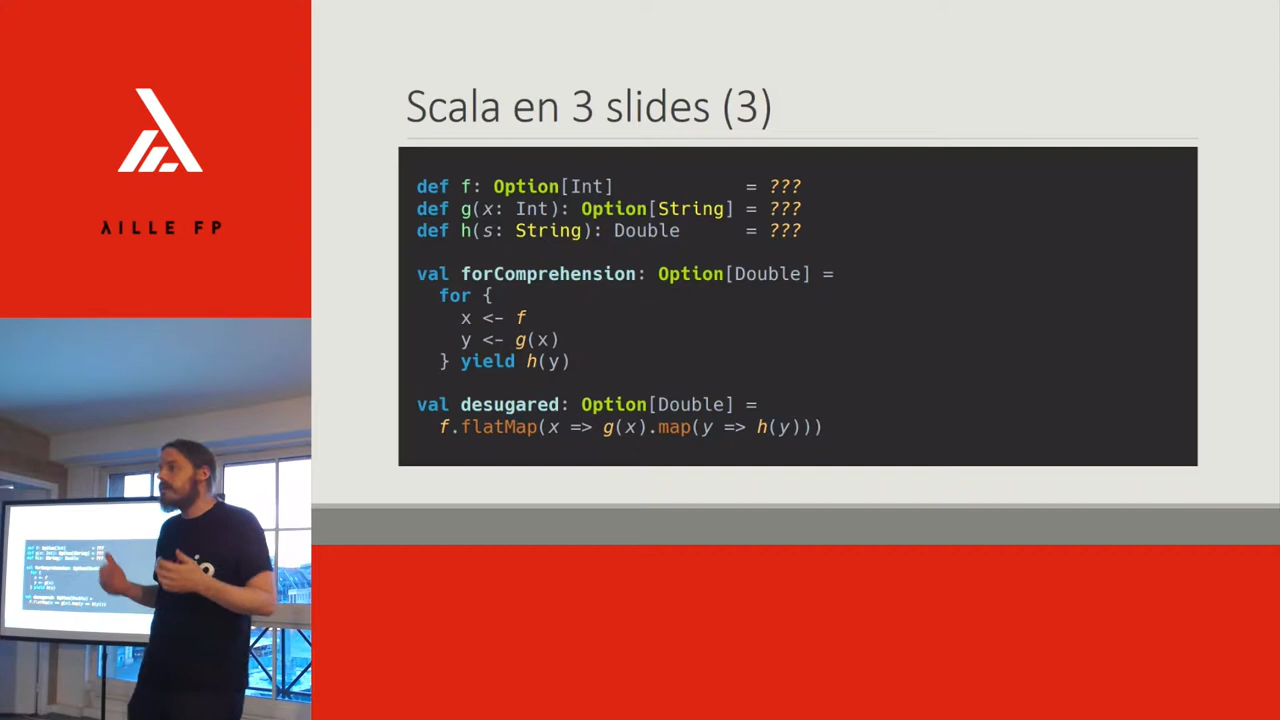 λILLE FP
Scala en 3 slides (3)
def f: Option[Int]             = ???
def g(x: Int): Option[String] = ???
def h(s: String): Double      = ???
val forComprehension: Option[Double] =
  for {
    x <- f
    y <- g(x)
  } yield h(y)
val desugared: Option[Double] =
  f.flatMap(x => g(x).map(y => h(y)))